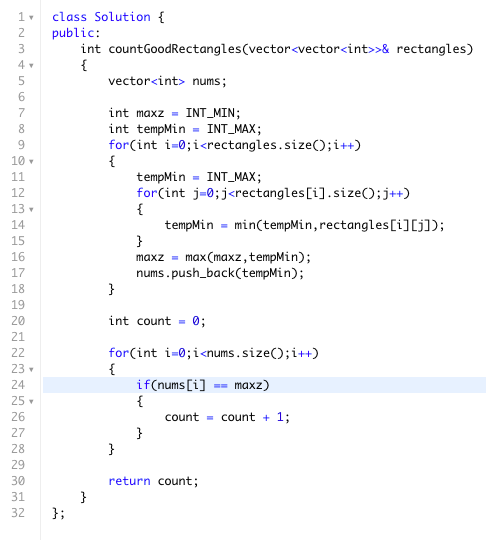 1 class Solution {
2 public:
3     int countGoodRectangles(vector<vector<int>>& rectangles)
4     {
5         vector<int> nums;
6
7         int maxz = INT_MIN;
8         int tempMin = INT_MAX;
9         for(int i=0;i<rectangles.size();i++)
10         {
11             tempMin = INT_MAX;
12             for(int j=0;j<rectangles[i].size();j++)
13             {
14                 tempMin = min(tempMin,rectangles[i][j]);
15             }
16             maxz = max(maxz,tempMin);
17             nums.push_back(tempMin);
18         }
19
20         int count = 0;
21
22         for(int i=0;i<nums.size();i++)
23         {
24             if(nums[i] == maxz)
25             {
26                 count = count + 1;
27             }
28         }
29
30         return count;
31     }
32 };